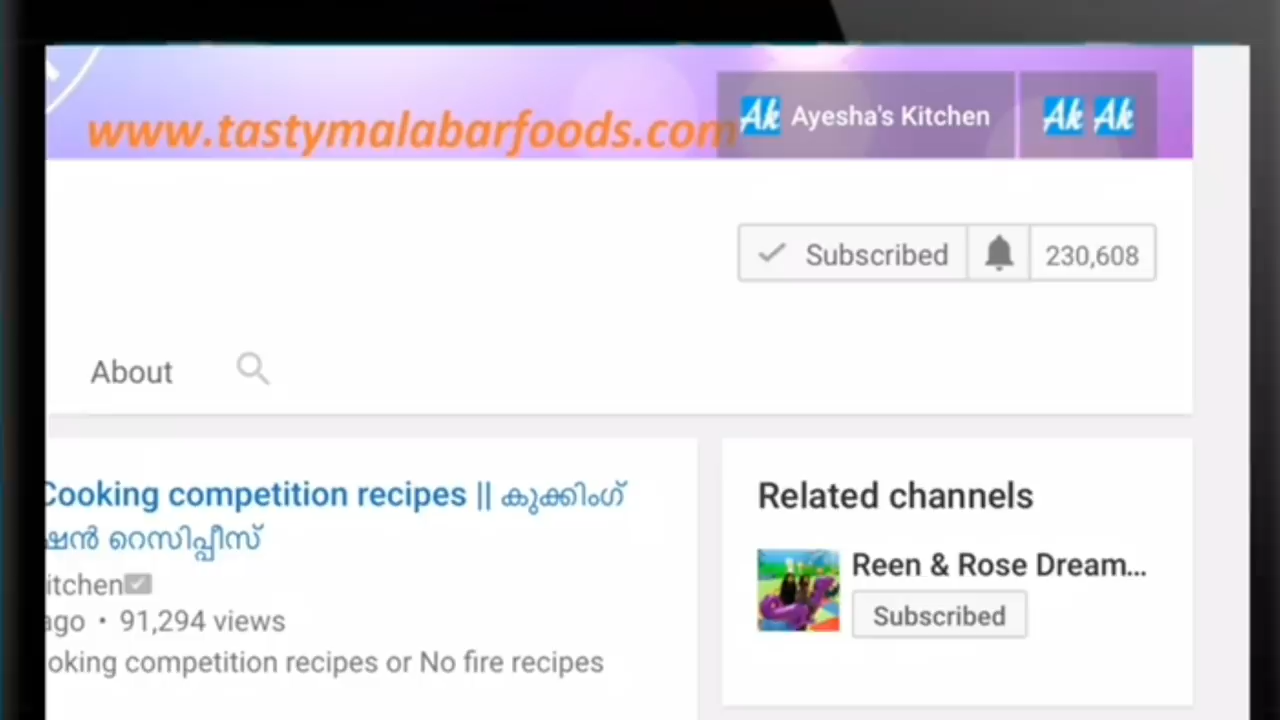 www.tastymalabarfoods.com
Ak Ayesha's Kitchen
Ak Ak
Subscribed
230,608
About
Cooking competition recipes || കുക്കിംഗ്
ഷൻ റെസിപ്പീസ്
itchen
ago • 91,294 views
oking competition recipes or No fire recipes
Related channels
Reen & Rose Dream...
Subscribed